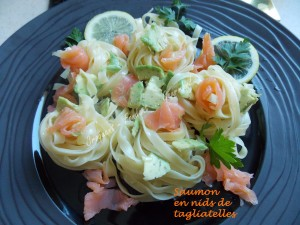 Saumon
en nids de
tagliatelles